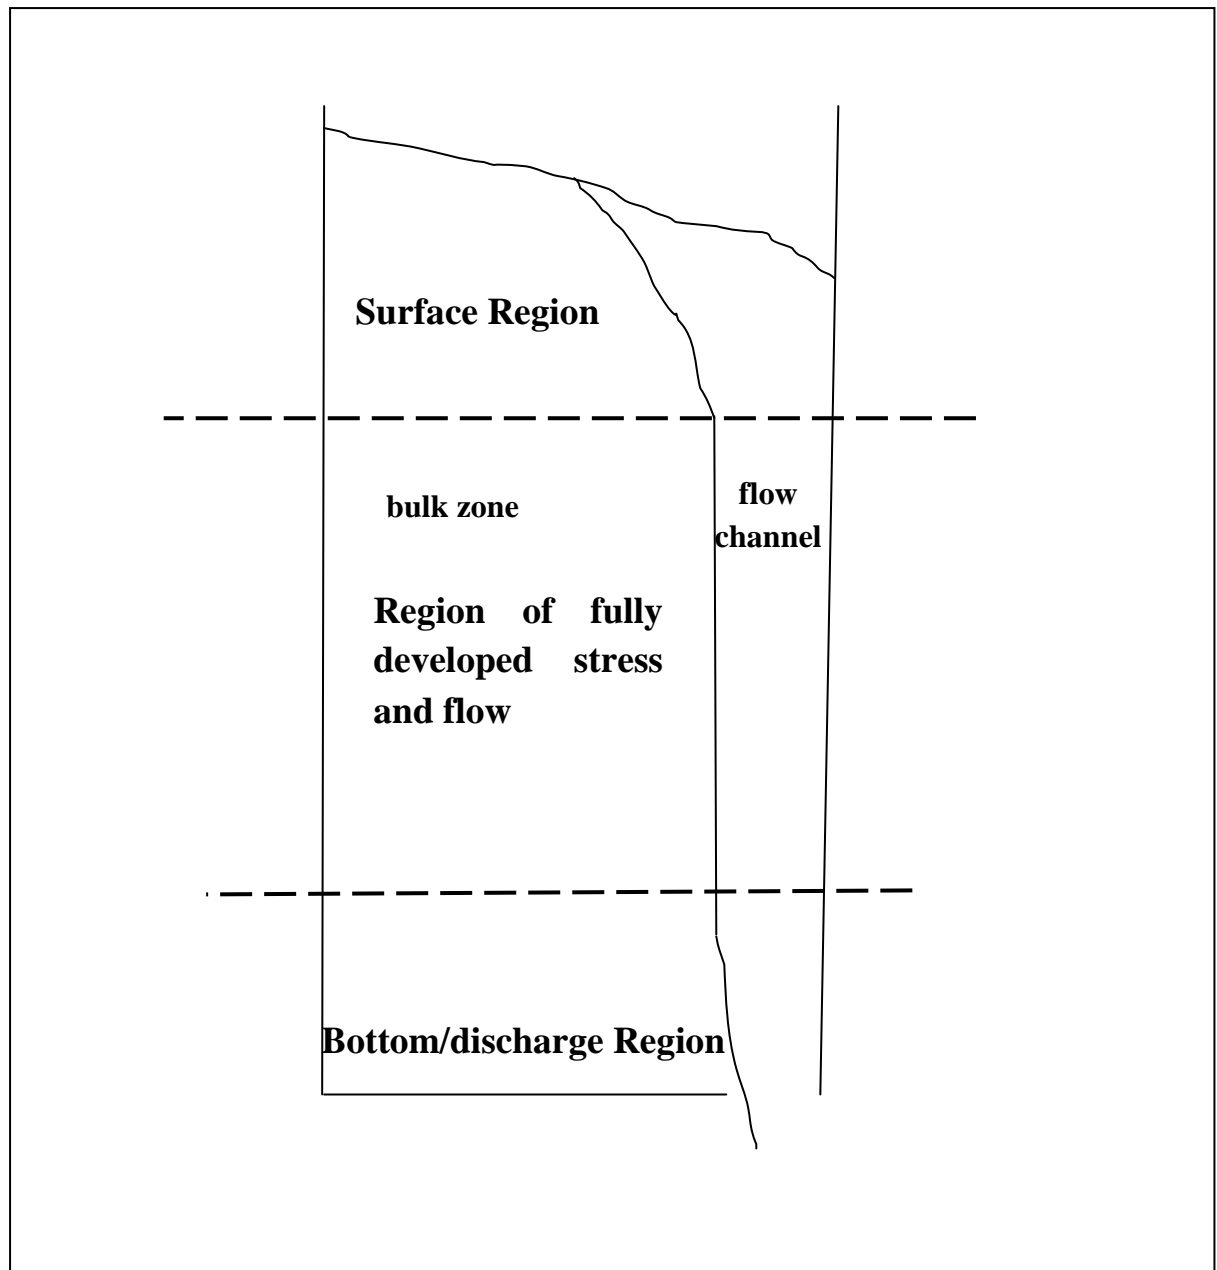 Surface Region
bulk zone
flow
channel
Region of fully
developed stress
and flow
Bottom/discharge Region